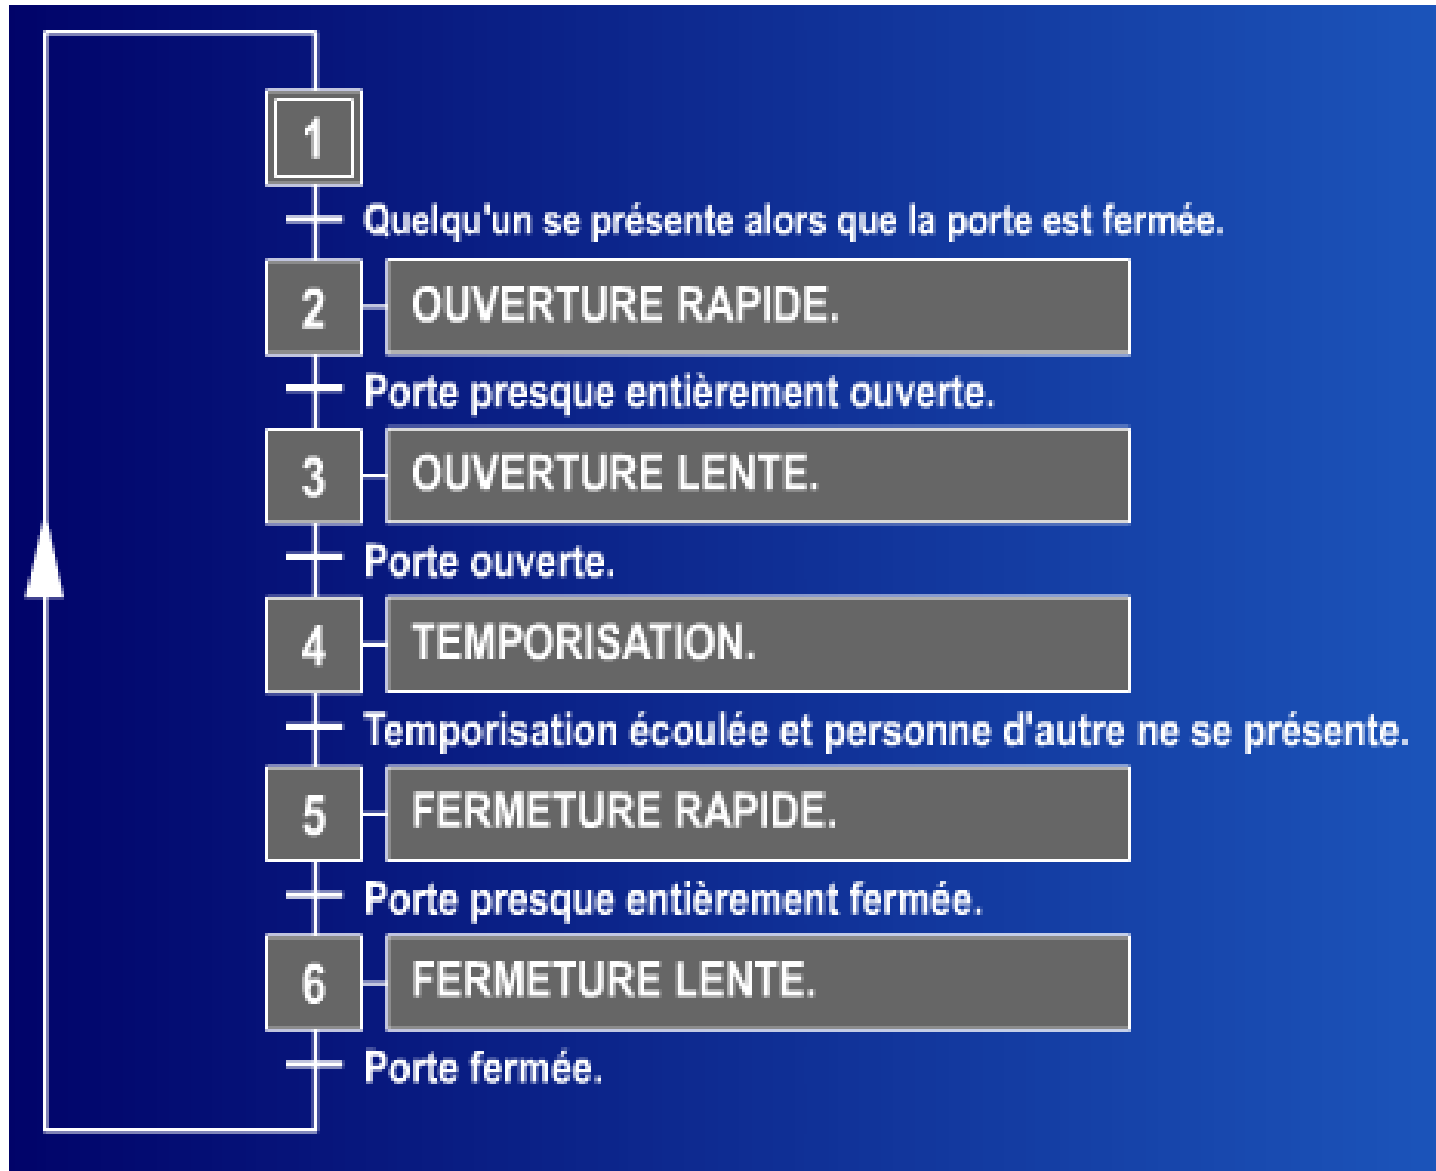 1
Quelqu'un se présente alors que la porte est fermée.
2 OUVERTURE RAPIDE.
Porte presque entièrement ouverte.
3 OUVERTURE LENTE.
Porte ouverte.
4 TEMPORISATION.
Temporisation écoulée et personne d'autre ne se présente.
5 FERMETURE RAPIDE.
Porte presque entièrement fermée.
6 FERMETURE LENTE.
Porte fermée.